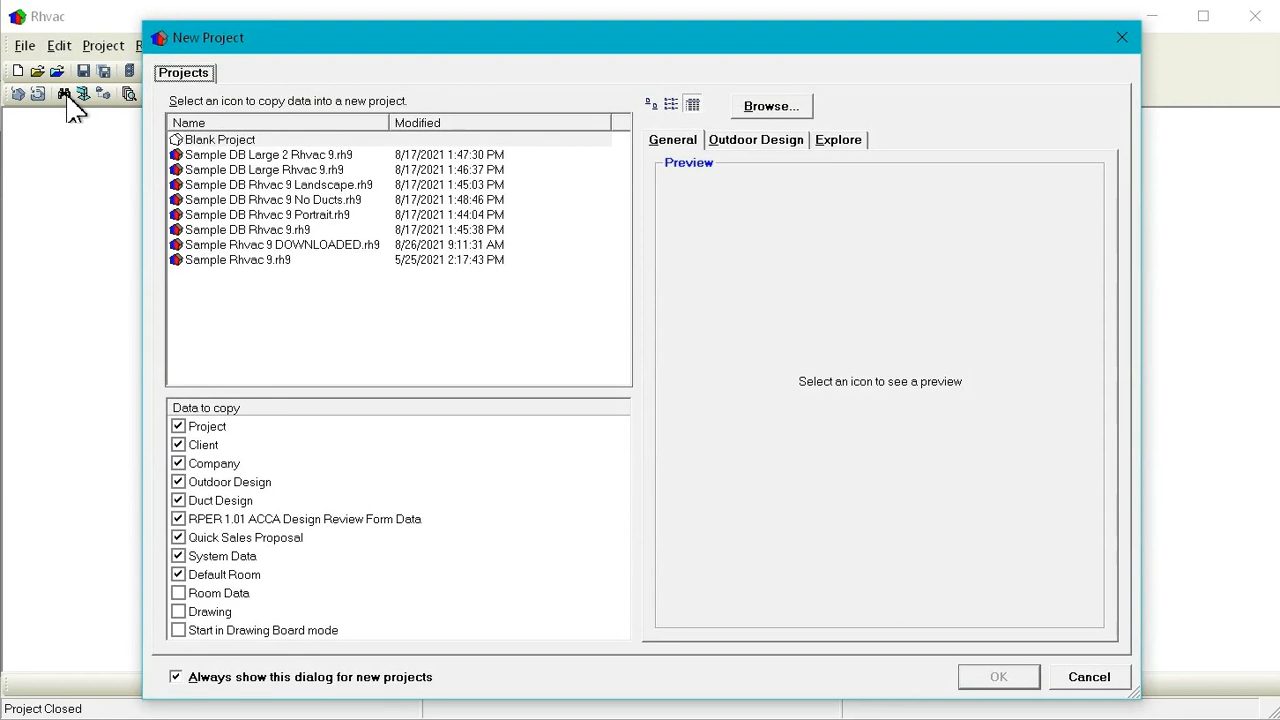 Rhvac
File Edit Project
New Project
Projects
Select an icon to copy data into a new project.
Name Modified
Blank Project
Sample DB Large 2 Rhvac 9.rh9 8/17/2021 1:47:30 PM
Sample DB Large Rhvac 9.rh9 8/17/2021 1:46:37 PM
Sample DB Rhvac 9 Landscape.rh9 8/17/2021 1:45:03 PM
Sample DB Rhvac 9 No Ducts.rh9 8/17/2021 1:48:46 PM
Sample DB Rhvac 9 Portrait.rh9 8/17/2021 1:44:04 PM
Sample DB Rhvac 9.rh9 8/17/2021 1:45:38 PM
Sample Rhvac 9 DOWNLOADED.rh9 8/26/2021 9:11:31 AM
Sample Rhvac 9.rh9 5/25/2021 2:17:43 PM
Data to copy
Project
Client
Company
Outdoor Design
Duct Design
RPER 1.01 ACCA Design Review Form Data
Quick Sales Proposal
System Data
Default Room
Room Data
Drawing
Start in Drawing Board mode
Browse...
General Outdoor Design Explore
Preview
Select an icon to see a preview
Always show this dialog for new projects
OK Cancel
Project Closed